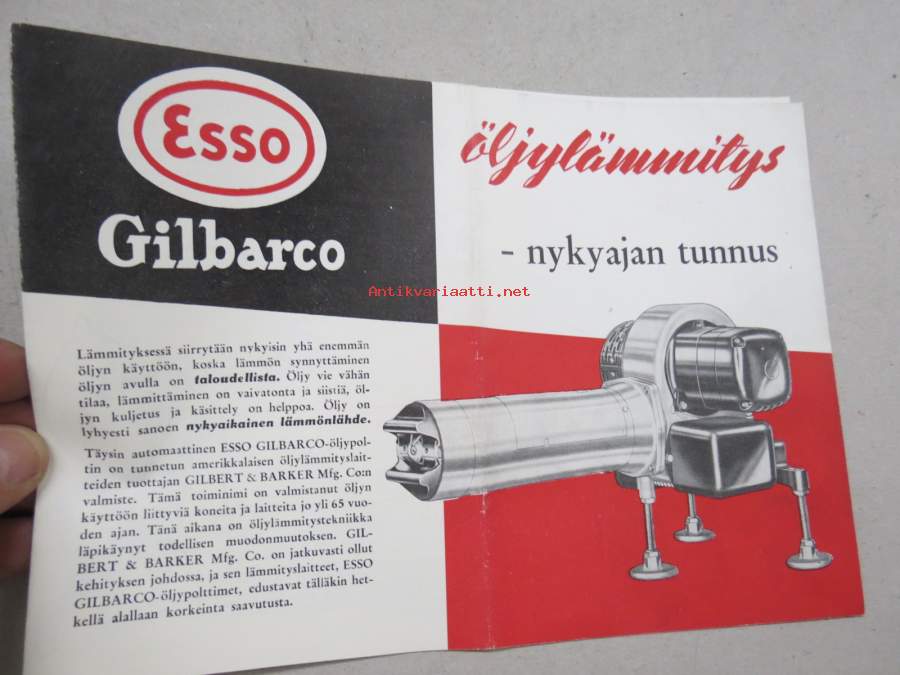 Esso
Gilbarco
öljylämmitys
- nykyajan tunnus
Antikvariaatti.net
Lämmityksessä siirrytään nykyisin yhä enemmän
öljyn käyttöön, koska lämmön synnyttäminen
öljyn avulla on taloudellista. Öljy vie vähän
tilaa, lämmittäminen on vaivatonta ja siistiä, öl-
jyn kuljetus ja käsittely on helppoa. Öljy on
lyhyesti sanoen nykyaikainen lämmönlähde.
Täysin automaattinen ESSO GILBARCO-öljypol-
tin on tunnetun amerikkalaisen öljylämmityslait-
teiden tuottajan GILBERT & BARKER Mfg. Co:n
valmiste. Tämä toiminimi on valmistanut öljyn
käyttöön liittyviä koneita ja laitteita jo yli 65 vuo-
den ajan. Tänä aikana on öljylämmitystekniikka
läpikäynyt todellisen muodonmuutoksen. GIL-
BERT & BARKER Mfg. Co. on jatkuvasti ollut
kehityksen johdossa, ja sen lämmityslaitteet, ESSO
GILBARCO-öljypolttimet, edustavat tälläkin het-
kellä alallaan korkeinta saavutusta.